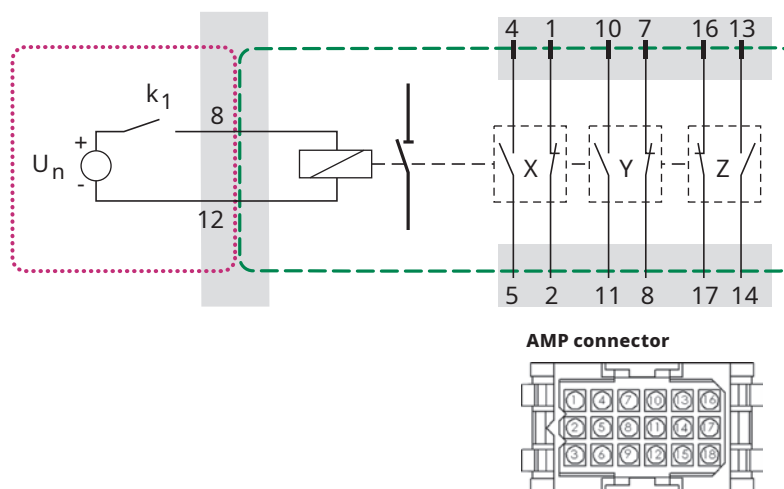 4 1 10 7 16 13
k1
8
+
Un
-
X Y Z
12
5 2 11 8 17 14
AMP connector
1 4 7 10 13 16
2 5 8 11 14 17
3 6 9 12 15 18